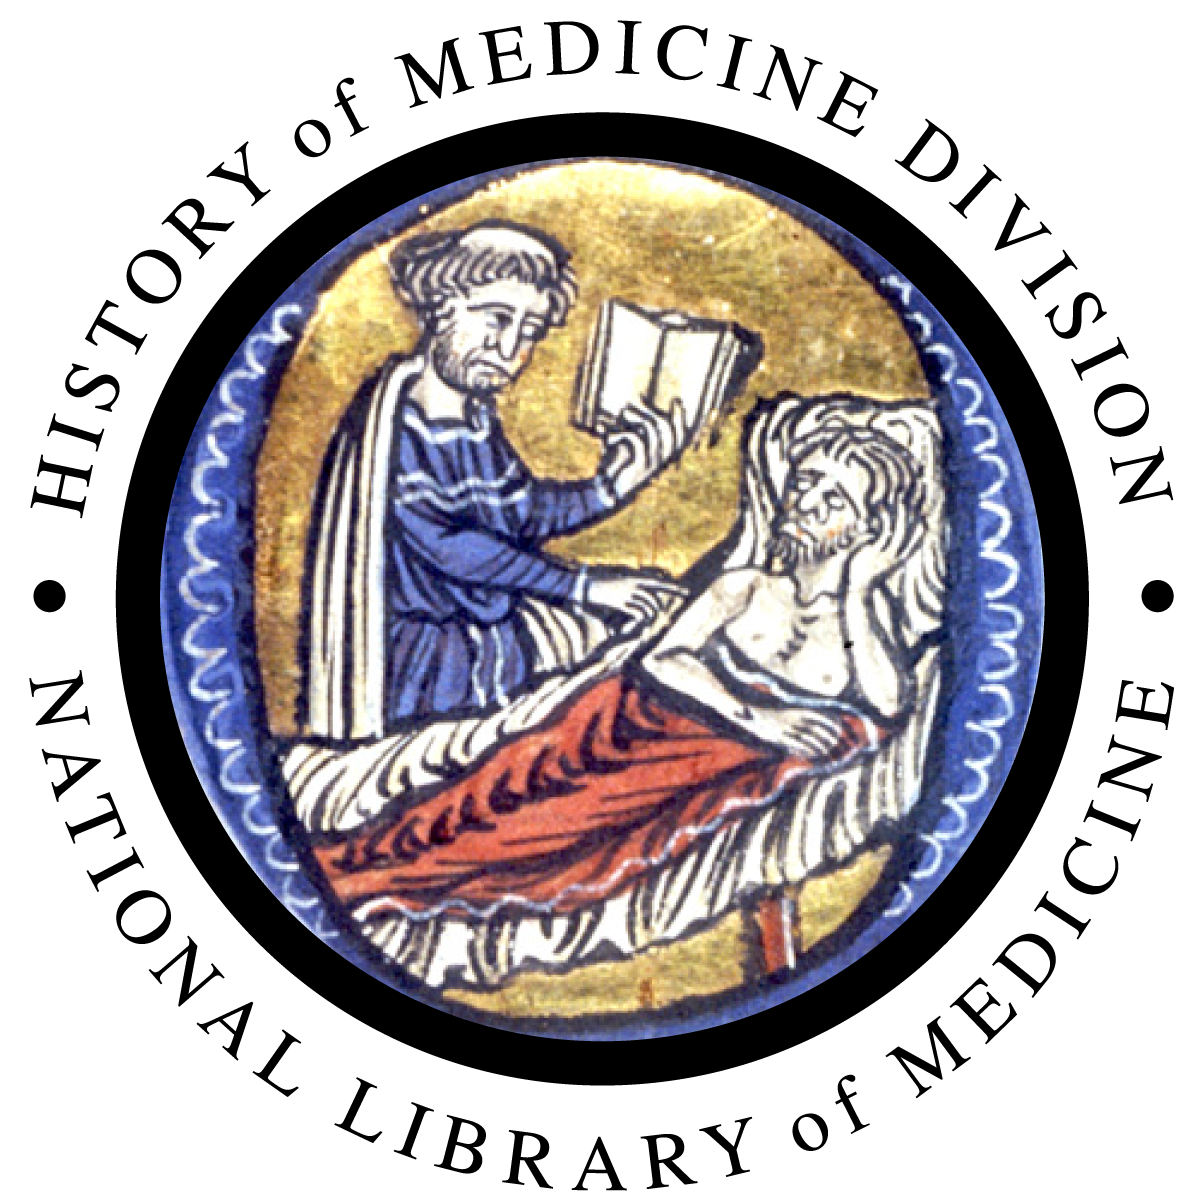 HISTORY of MEDICINE DIVISION
• NATIONAL LIBRARY of MEDICINE •